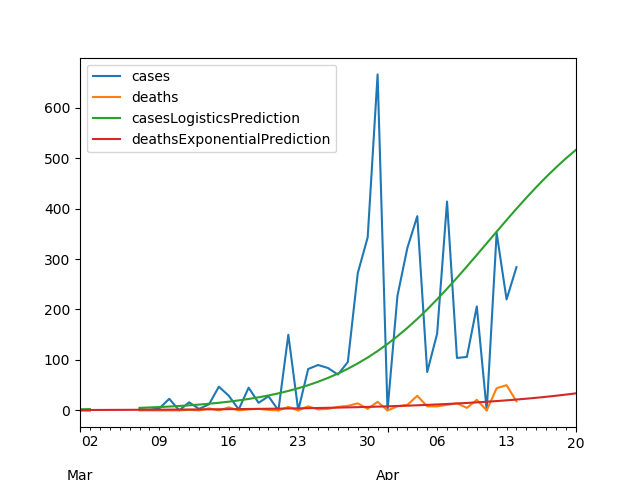 cases
deaths
casesLogisticsPrediction
deathsExponentialPrediction
600
500
400
300
200
100
0
02 09 16 23 30 06 13 20
Mar Apr